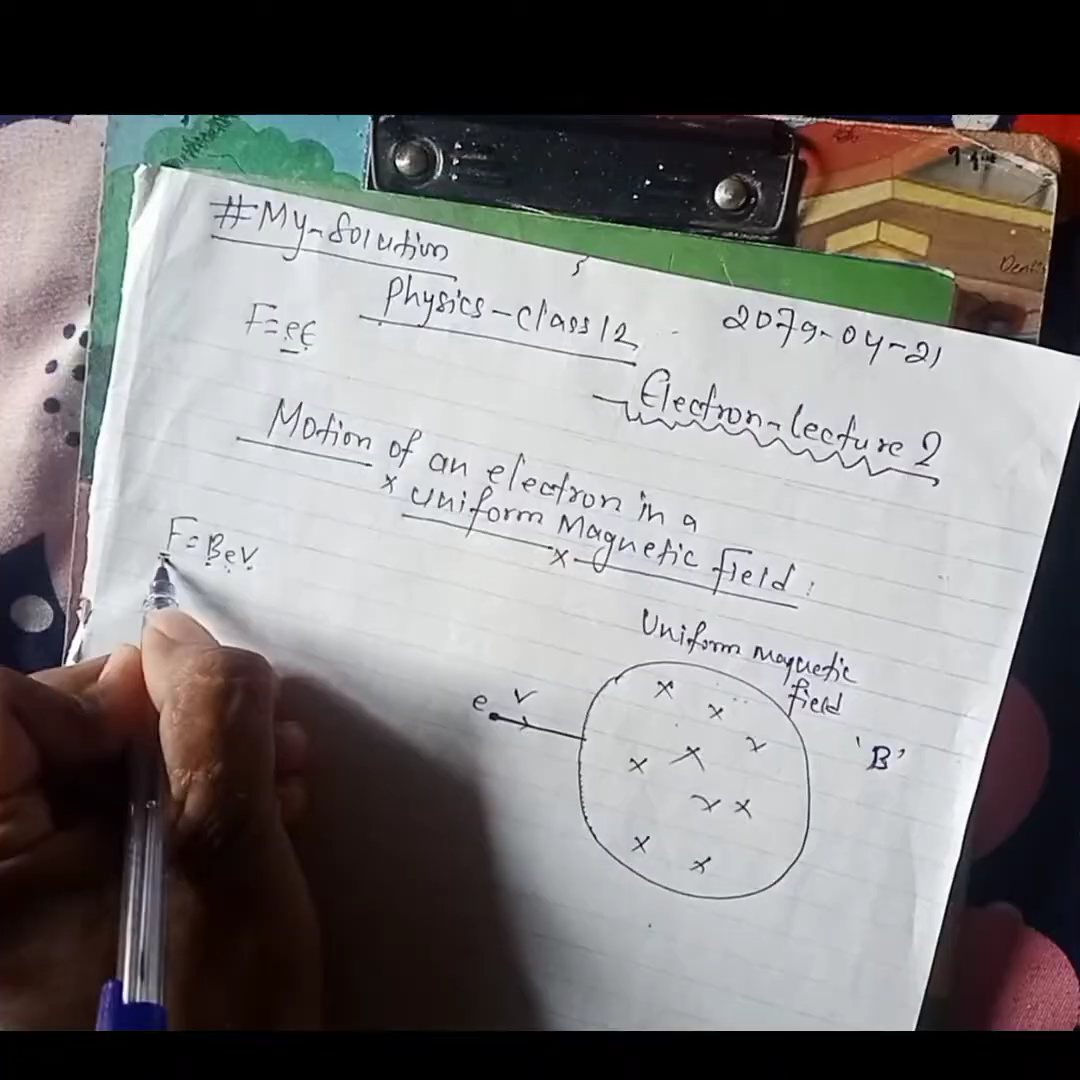 #My-Solution
Physics-class 12
2079-04-21
F=eE
Electron-lecture 2
Motion of an electron in a
Uniform Magnetic Field:
F=BeV
Uniform Magnetic
field
e V
'B'